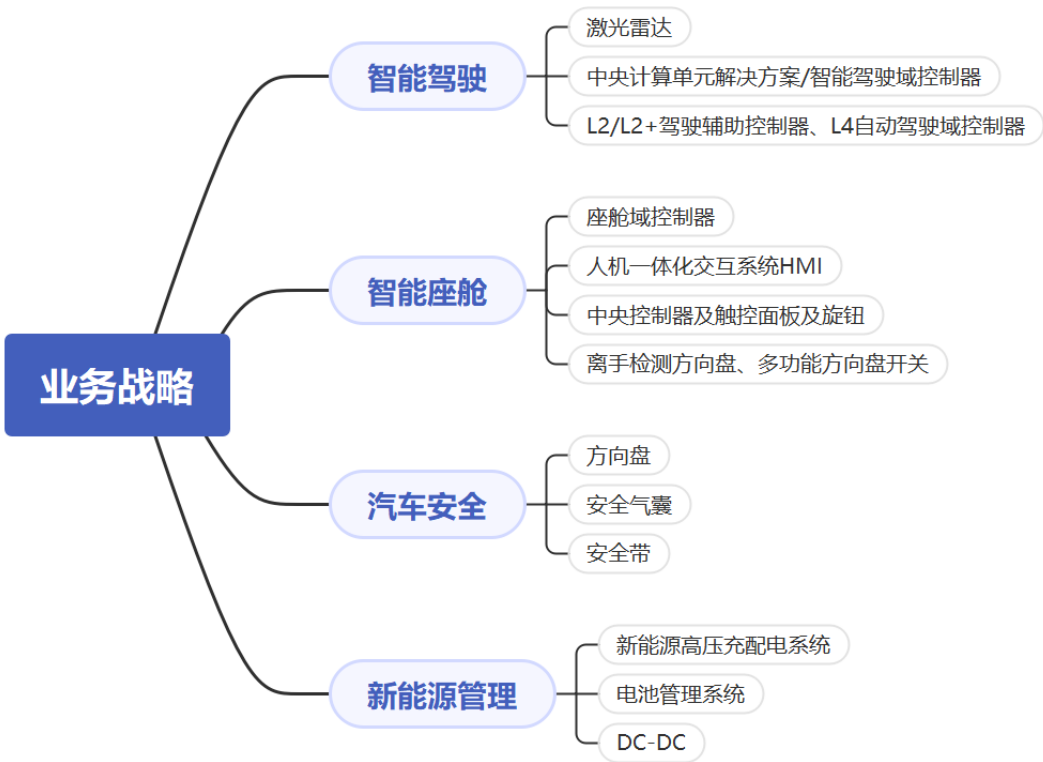 业务战略
智能驾驶
激光雷达
中央计算单元解决方案/智能驾驶域控制器
L2/L2+驾驶辅助控制器、L4自动驾驶域控制器
智能座舱
座舱域控制器
人机一体化交互系统HMI
中央控制器及触控面板及旋钮
离手检测方向盘、多功能方向盘开关
汽车安全
方向盘
安全气囊
安全带
新能源管理
新能源高压充配电系统
电池管理系统
DC-DC